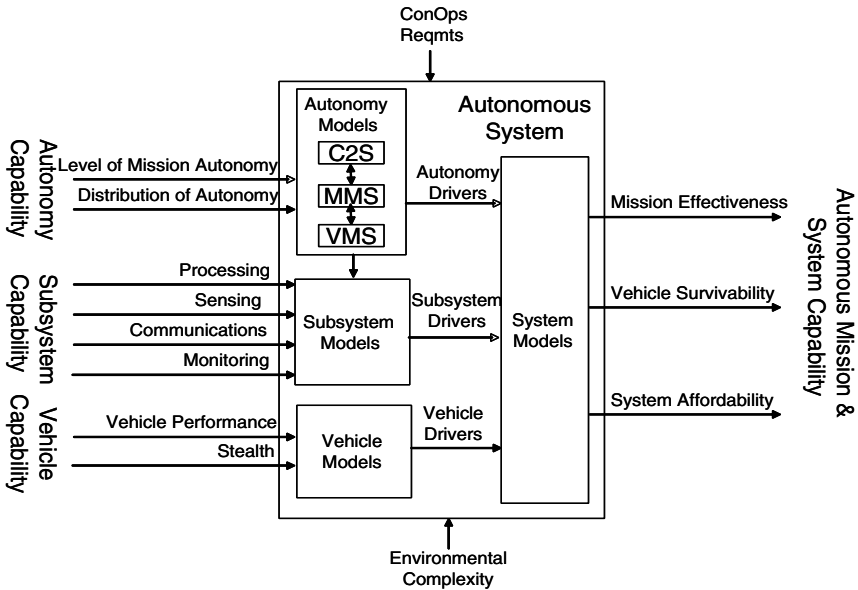 ConOps
Reqmts
Autonomous
System
Autonomy
Models
C2S
MMS
VMS
Autonomy
Capability
Level of Mission Autonomy
Distribution of Autonomy
Autonomy
Drivers
Subsystem
Capability
Processing
Sensing
Communications
Monitoring
Subsystem
Models
Subsystem
Drivers
Vehicle
Capability
Vehicle Performance
Stealth
Vehicle
Models
Vehicle
Drivers
System
Models
Mission Effectiveness
Vehicle Survivability
System Affordability
Autonomous Mission &
System Capability
Environmental
Complexity